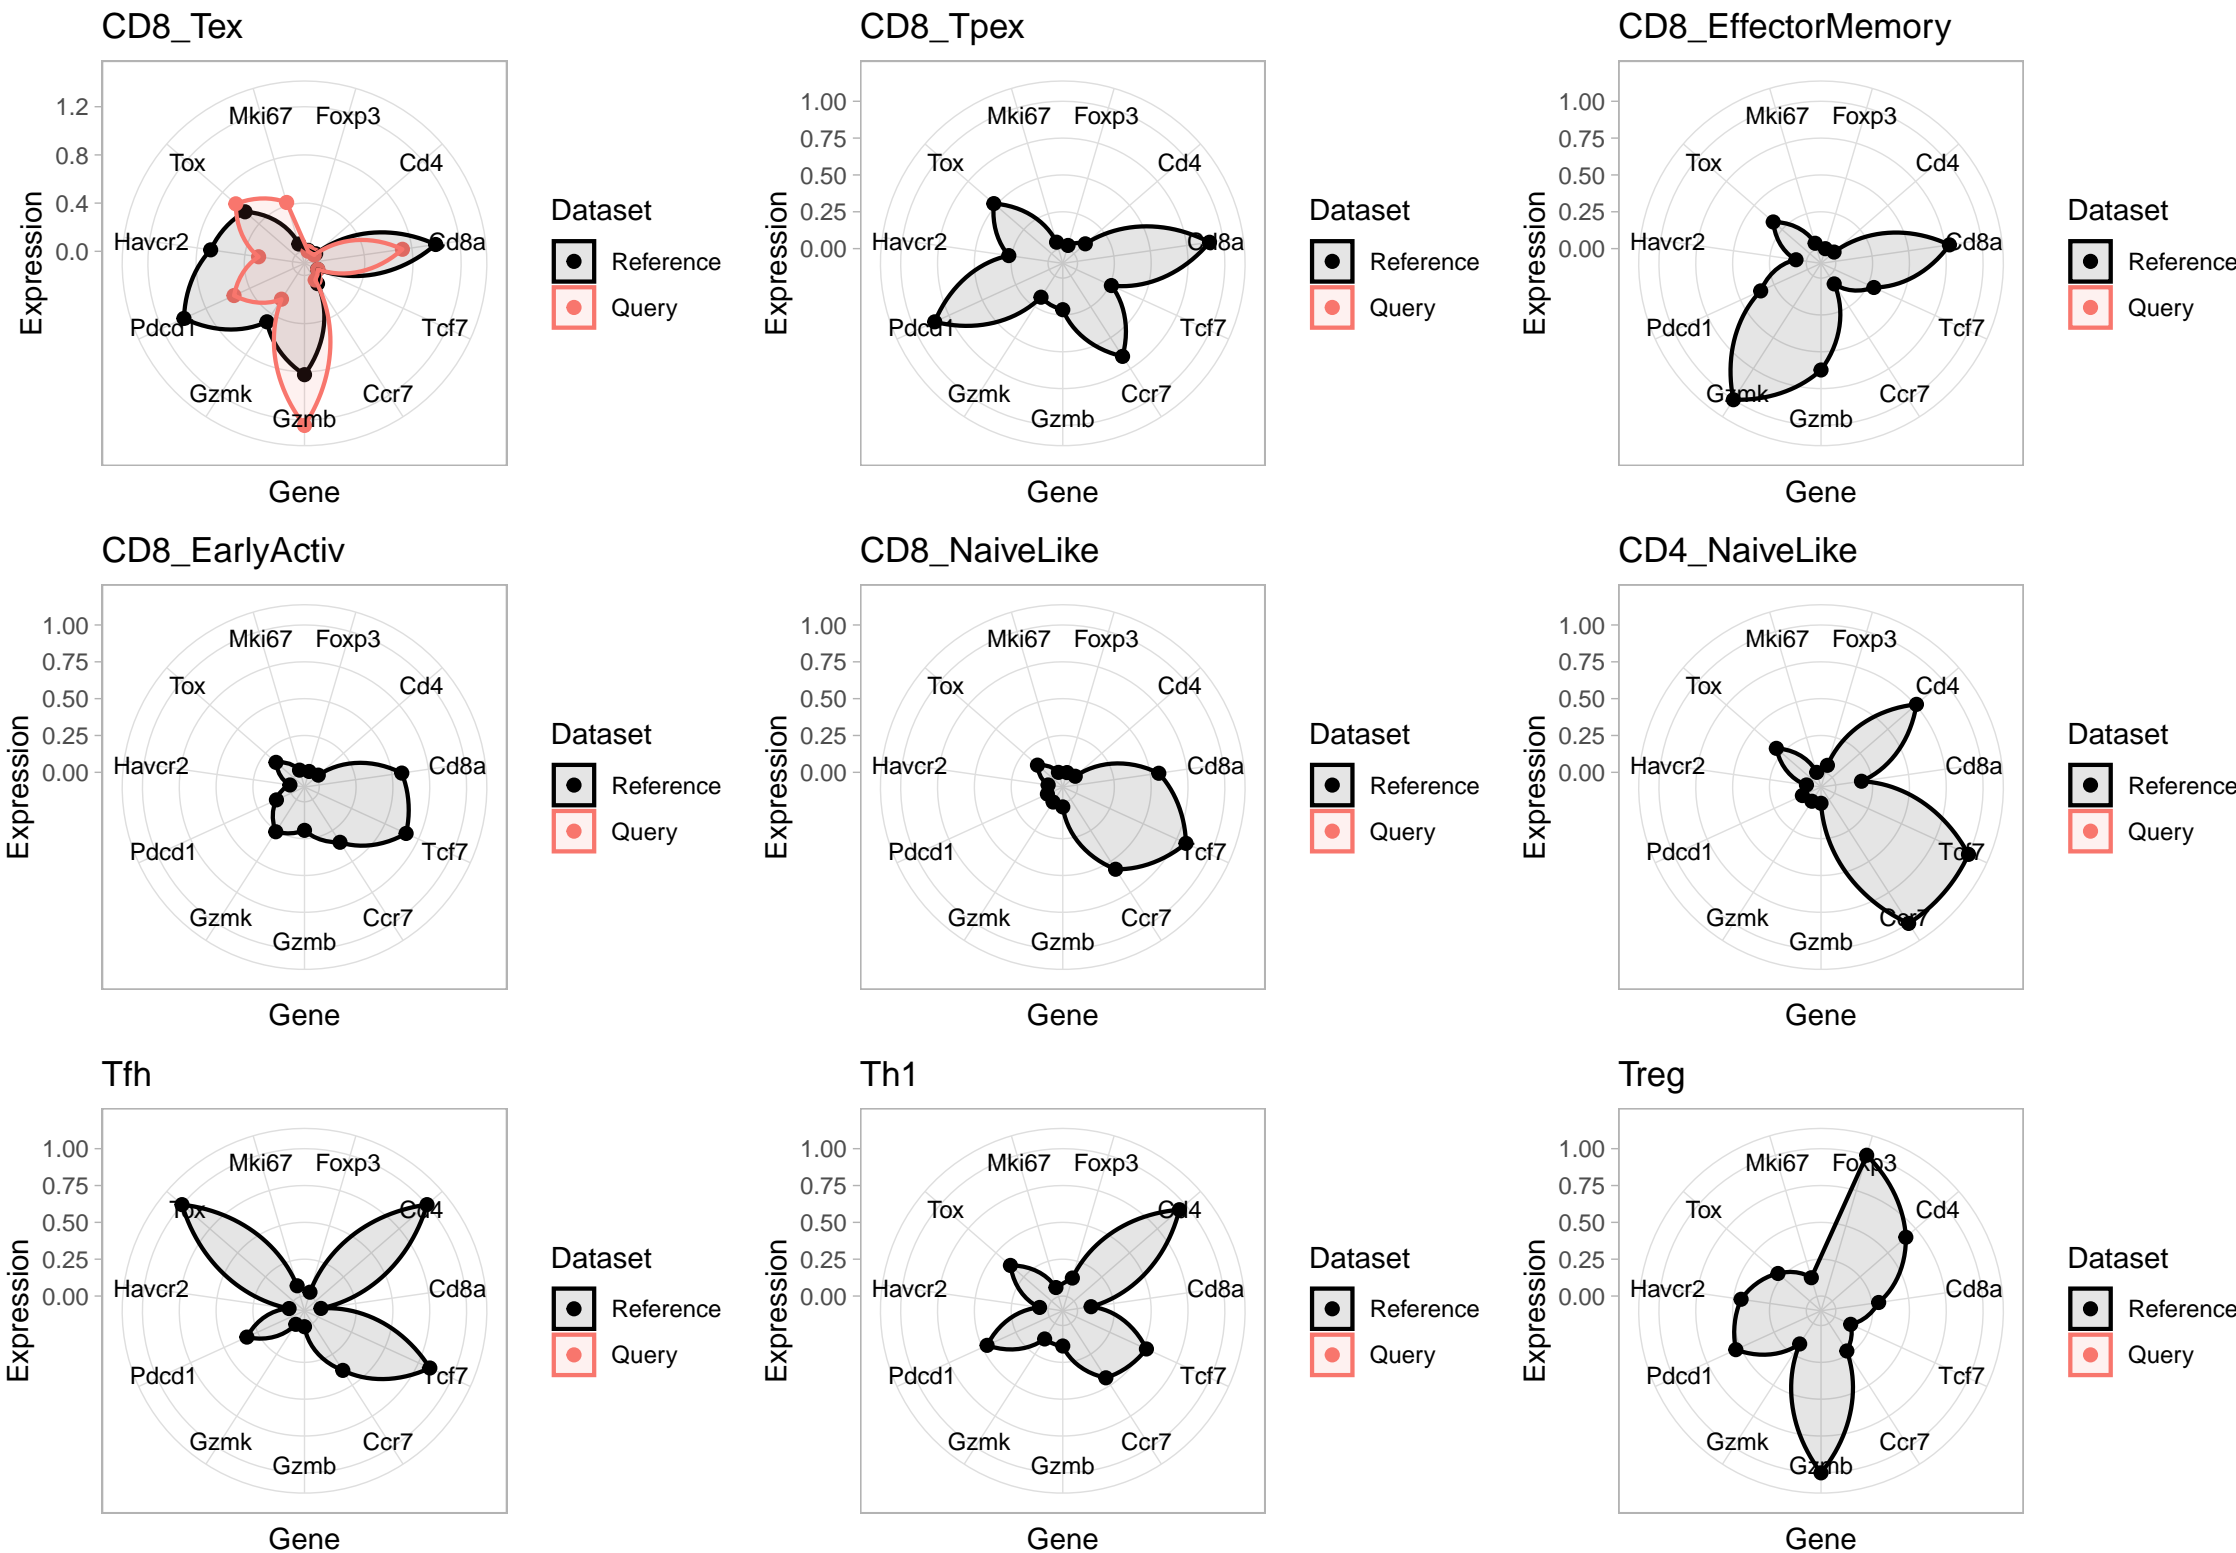 CD8_Tex
1.2
0.8
0.4
0.0
Expression
Mki67
Foxp3
Tox
Cd4
Havcr2
Cd8a
Pdcd1
Tcf7
Gzmk
Ccr7
Gzmb
Gene
Dataset
Reference
Query
CD8_Tpex
1.00
0.75
0.50
0.25
0.00
Expression
Mki67
Foxp3
Tox
Cd4
Havcr2
Cd8a
Pdcd1
Tcf7
Gzmk
Ccr7
Gzmb
Gene
Dataset
Reference
Query
CD8_EffectorMemory
1.00
0.75
0.50
0.25
0.00
Expression
Mki67
Foxp3
Tox
Cd4
Havcr2
Cd8a
Pdcd1
Tcf7
Gzmk
Ccr7
Gzmb
Gene
Dataset
Reference
Query
CD8_EarlyActiv
1.00
0.75
0.50
0.25
0.00
Expression
Mki67
Foxp3
Tox
Cd4
Havcr2
Cd8a
Pdcd1
Tcf7
Gzmk
Ccr7
Gzmb
Gene
Dataset
Reference
Query
CD8_NaiveLike
1.00
0.75
0.50
0.25
0.00
Expression
Mki67
Foxp3
Tox
Cd4
Havcr2
Cd8a
Pdcd1
Tcf7
Gzmk
Ccr7
Gzmb
Gene
Dataset
Reference
Query
CD4_NaiveLike
1.00
0.75
0.50
0.25
0.00
Expression
Mki67
Foxp3
Tox
Cd4
Havcr2
Cd8a
Pdcd1
Tcf7
Gzmk
Ccr7
Gzmb
Gene
Dataset
Reference
Query
Tfh
1.00
0.75
0.50
0.25
0.00
Expression
Mki67
Foxp3
Tox
Cd4
Havcr2
Cd8a
Pdcd1
Tcf7
Gzmk
Ccr7
Gzmb
Gene
Dataset
Reference
Query
Th1
1.00
0.75
0.50
0.25
0.00
Expression
Mki67
Foxp3
Tox
Cd4
Havcr2
Cd8a
Pdcd1
Tcf7
Gzmk
Ccr7
Gzmb
Gene
Dataset
Reference
Query
Treg
1.00
0.75
0.50
0.25
0.00
Expression
Mki67
Foxp3
Tox
Cd4
Havcr2
Cd8a
Pdcd1
Tcf7
Gzmk
Ccr7
Gzmb
Gene
Dataset
Reference
Query